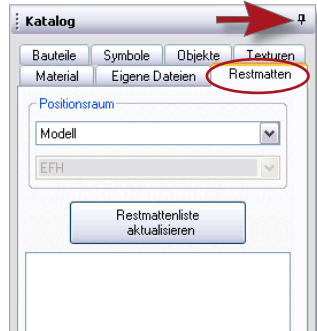 Katalog
Bauteile Symbole Objekte Texturen
Material Eigene Dateien Restmatten
Positionsraum
Modell
EFH
Restmattenliste
aktualisieren